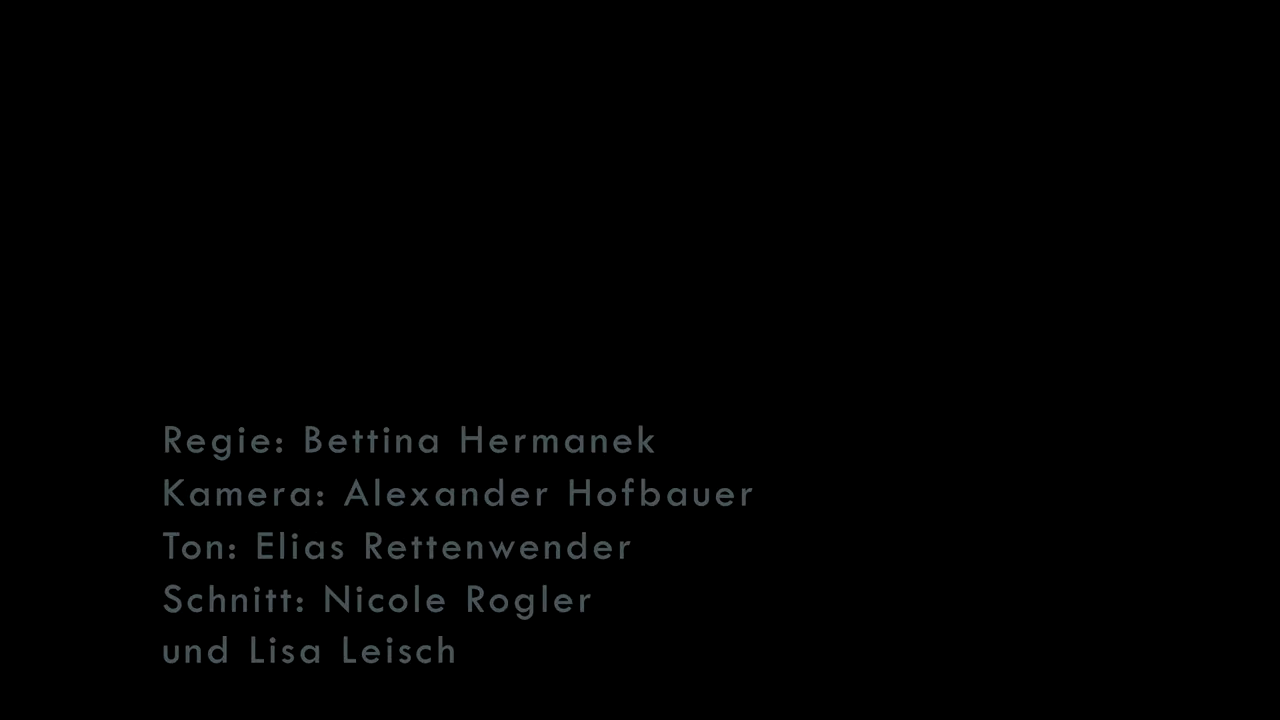 Regie: Bettina Hermanek
Kamera: Alexander Hofbauer
Ton: Elias Rettenwender
Schnitt: Nicole Rogler
und Lisa Leisch